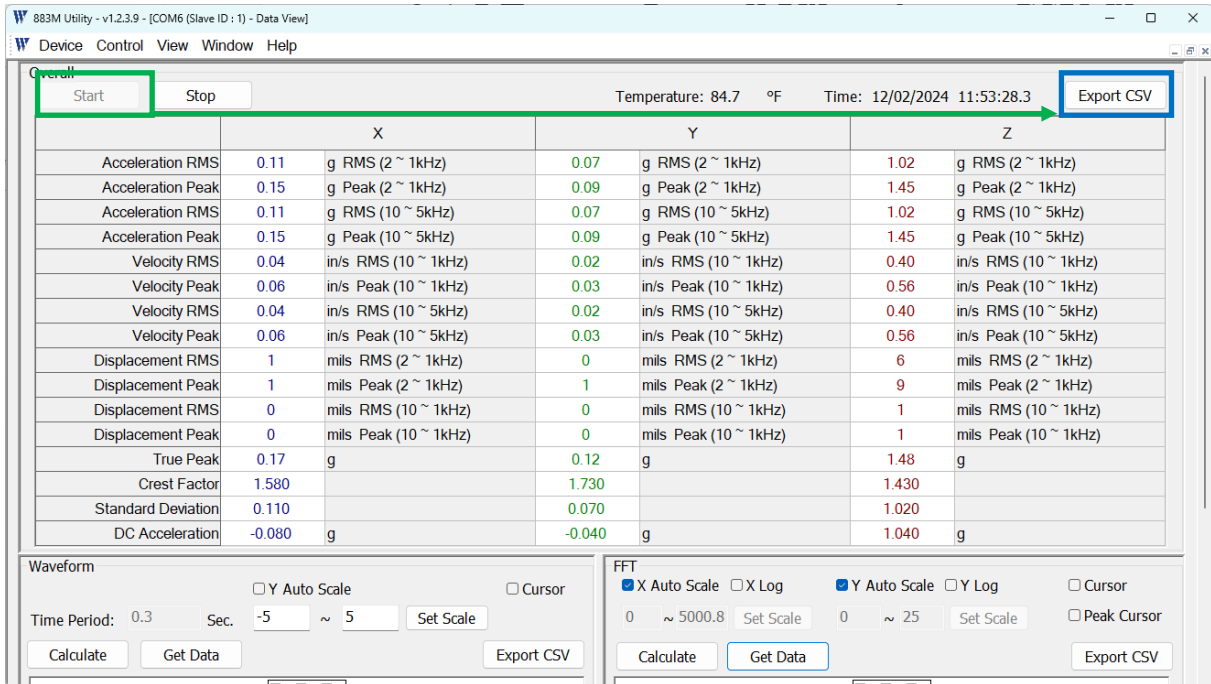 883M Utility - v1.2.3.9 - [COM6 (Slave ID : 1) - Data View]
Device Control View Window Help
Overall
Start Stop Temperature: 84.7 °F Time: 12/02/2024 11:53:28.3 Export CSV
X Y Z
Acceleration RMS 0.11 g RMS (2 ~ 1kHz) 0.07 g RMS (2 ~ 1kHz) 1.02 g RMS (2 ~ 1kHz)
Acceleration Peak 0.15 g Peak (2 ~ 1kHz) 0.09 g Peak (2 ~ 1kHz) 1.45 g Peak (2 ~ 1kHz)
Acceleration RMS 0.11 g RMS (10 ~ 5kHz) 0.07 g RMS (10 ~ 5kHz) 1.02 g RMS (10 ~ 5kHz)
Acceleration Peak 0.15 g Peak (10 ~ 5kHz) 0.09 g Peak (10 ~ 5kHz) 1.45 g Peak (10 ~ 5kHz)
Velocity RMS 0.04 in/s RMS (10 ~ 1kHz) 0.02 in/s RMS (10 ~ 1kHz) 0.40 in/s RMS (10 ~ 1kHz)
Velocity Peak 0.06 in/s Peak (10 ~ 1kHz) 0.03 in/s Peak (10 ~ 1kHz) 0.56 in/s Peak (10 ~ 1kHz)
Velocity RMS 0.04 in/s RMS (10 ~ 5kHz) 0.02 in/s RMS (10 ~ 5kHz) 0.40 in/s RMS (10 ~ 5kHz)
Velocity Peak 0.06 in/s Peak (10 ~ 5kHz) 0.03 in/s Peak (10 ~ 5kHz) 0.56 in/s Peak (10 ~ 5kHz)
Displacement RMS 1 mils RMS (2 ~ 1kHz) 0 mils RMS (2 ~ 1kHz) 6 mils RMS (2 ~ 1kHz)
Displacement Peak 1 mils Peak (2 ~ 1kHz) 1 mils Peak (2 ~ 1kHz) 9 mils Peak (2 ~ 1kHz)
Displacement RMS 0 mils RMS (10 ~ 1kHz) 0 mils RMS (10 ~ 1kHz) 1 mils RMS (10 ~ 1kHz)
Displacement Peak 0 mils Peak (10 ~ 1kHz) 0 mils Peak (10 ~ 1kHz) 1 mils Peak (10 ~ 1kHz)
True Peak 0.17 g 0.12 g 1.48 g
Crest Factor 1.580 1.730 1.430
Standard Deviation 0.110 0.070 1.020
DC Acceleration -0.080 g -0.040 g 1.040 g
Waveform
Y Auto Scale Cursor
Time Period: 0.3 Sec. -5 ~ 5 Set Scale
Calculate Get Data Export CSV
FFT
X Auto Scale X Log Y Auto Scale Y Log Cursor
0 ~ 5000.8 Set Scale 0 ~ 25 Set Scale Peak Cursor
Calculate Get Data Export CSV